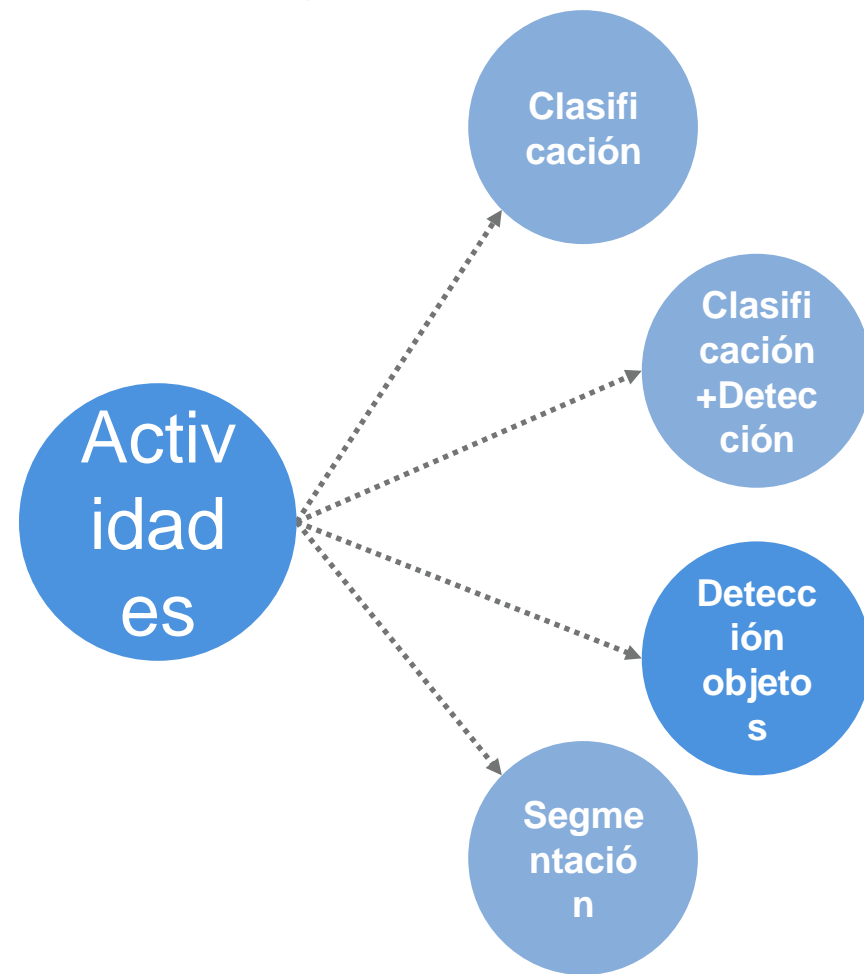 Clasifi
cación
Clasifi
cación
+Detec
ción
Activ
idad
es
Detecc
ión
objeto
s
Segme
ntació
n